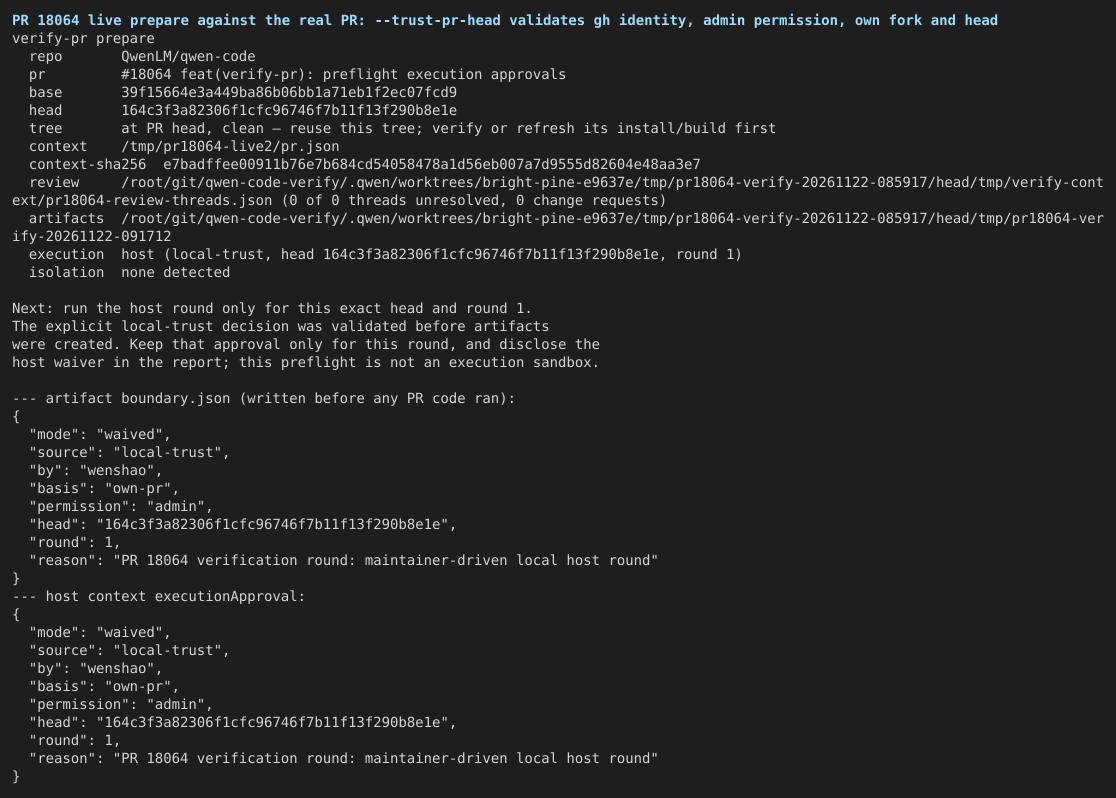 PR 18064 live prepare against the real PR: --trust-pr-head validates gh identity, admin permission, own fork and head
verify-pr prepare
  repo       QwenLM/qwen-code
  pr         #18064 feat(verify-pr): preflight execution approvals
  base       39f15664e3a449ba86b06bb1a71eb1f2ec07fcd9
  head       164c3f3a82306f1cfc96746f7b11f13f290b8e1e
  tree       at PR head, clean — reuse this tree; verify or refresh its install/build first
  context    /tmp/pr18064-live2/pr.json
  context-sha256  e7badffee00911b76e7b684cd54058478a1d56eb007a7d9555d82604e48aa3e7
  review     /root/git/qwen-code-verify/.qwen/worktrees/bright-pine-e9637e/tmp/pr18064-verify-20261122-085917/head/tmp/verify-cont
ext/pr18064-review-threads.json (0 of 0 threads unresolved, 0 change requests)
  artifacts  /root/git/qwen-code-verify/.qwen/worktrees/bright-pine-e9637e/tmp/pr18064-verify-20261122-085917/head/tmp/pr18064-ver
ify-20261122-091712
  execution  host (local-trust, head 164c3f3a82306f1cfc96746f7b11f13f290b8e1e, round 1)
  isolation  none detected

Next: run the host round only for this exact head and round 1.
The explicit local-trust decision was validated before artifacts
were created. Keep that approval only for this round, and disclose the
host waiver in the report; this preflight is not an execution sandbox.

--- artifact boundary.json (written before any PR code ran):
{
  "mode": "waived",
  "source": "local-trust",
  "by": "wenshao",
  "basis": "own-pr",
  "permission": "admin",
  "head": "164c3f3a82306f1cfc96746f7b11f13f290b8e1e",
  "round": 1,
  "reason": "PR 18064 verification round: maintainer-driven local host round"
}
--- host context executionApproval:
{
  "mode": "waived",
  "source": "local-trust",
  "by": "wenshao",
  "basis": "own-pr",
  "permission": "admin",
  "head": "164c3f3a82306f1cfc96746f7b11f13f290b8e1e",
  "round": 1,
  "reason": "PR 18064 verification round: maintainer-driven local host round"
}